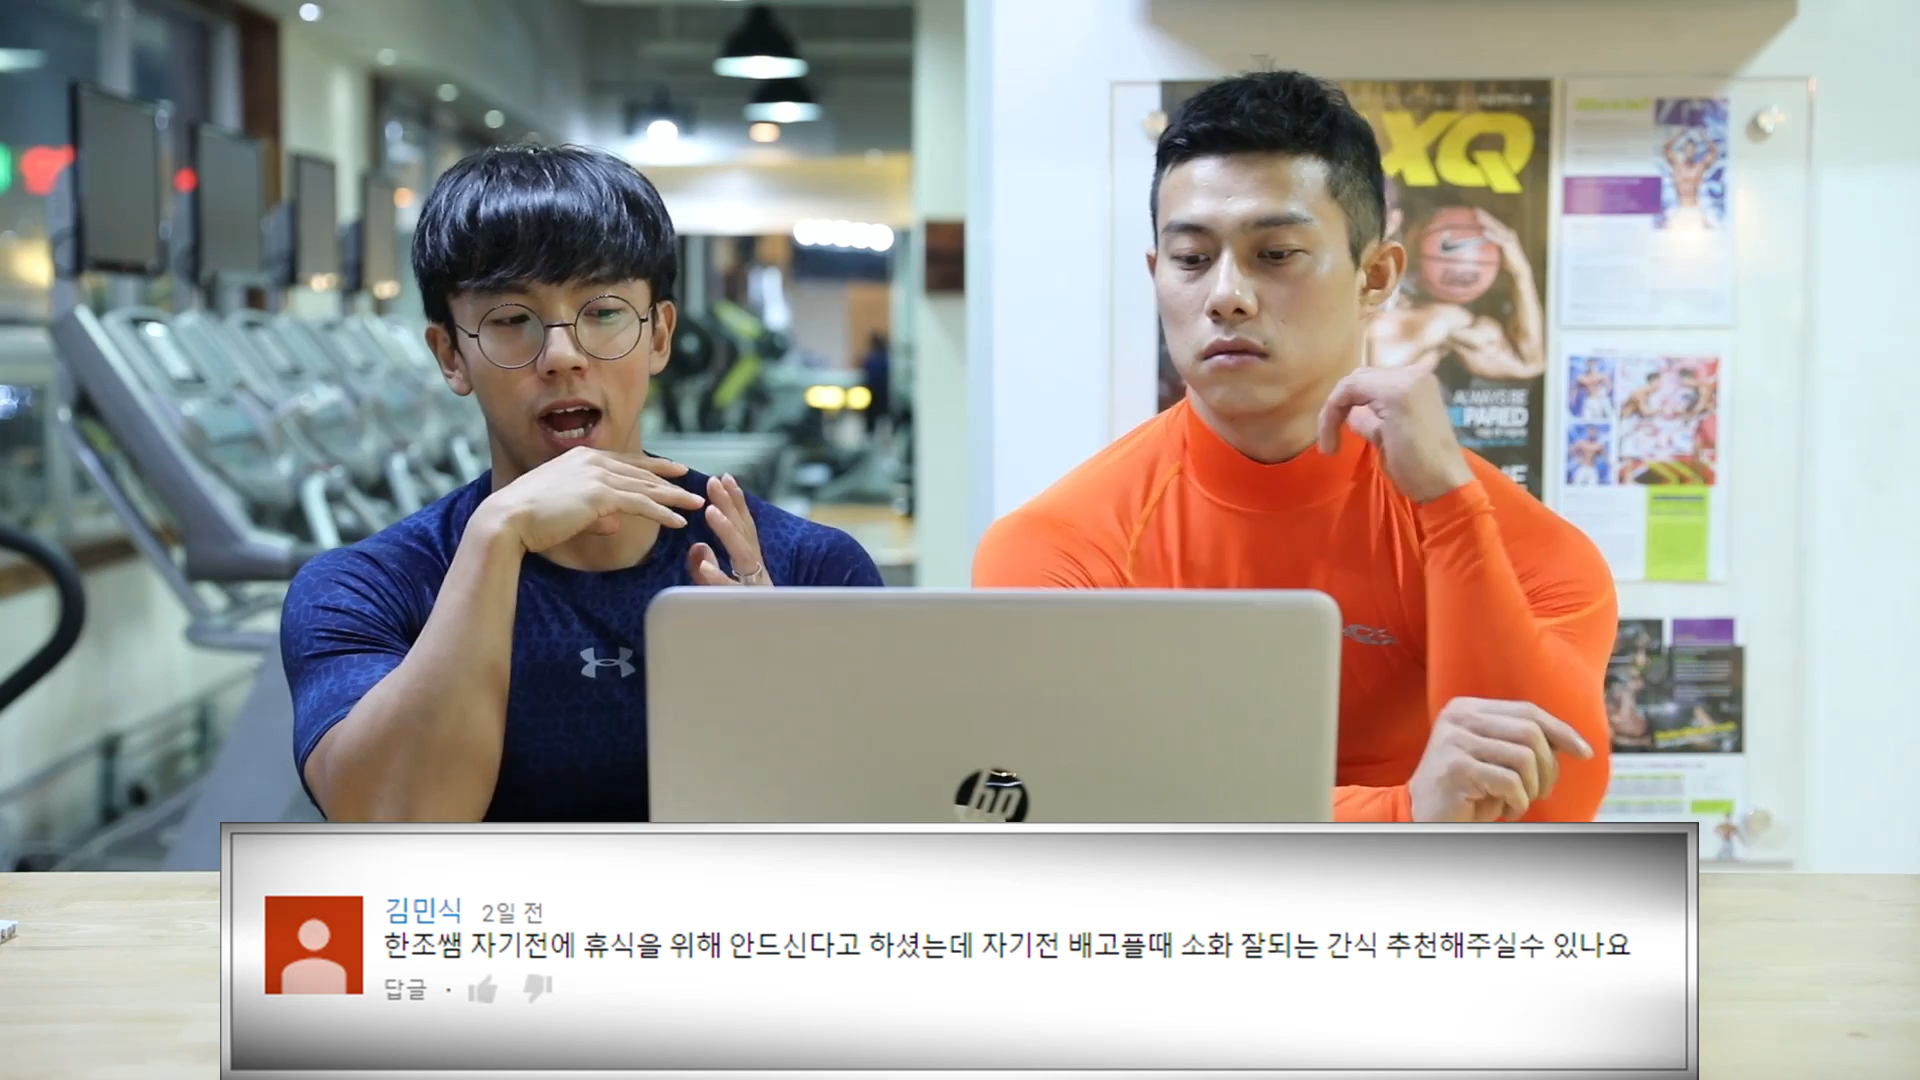 XQ
ALWAYS BE
PARED
hp
김민식 2일 전
한조쌤 자기전에 휴식을 위해 안드신다고 하셨는데 자기전 배고플때 소화 잘되는 간식 추천해주실수 있나요
답글